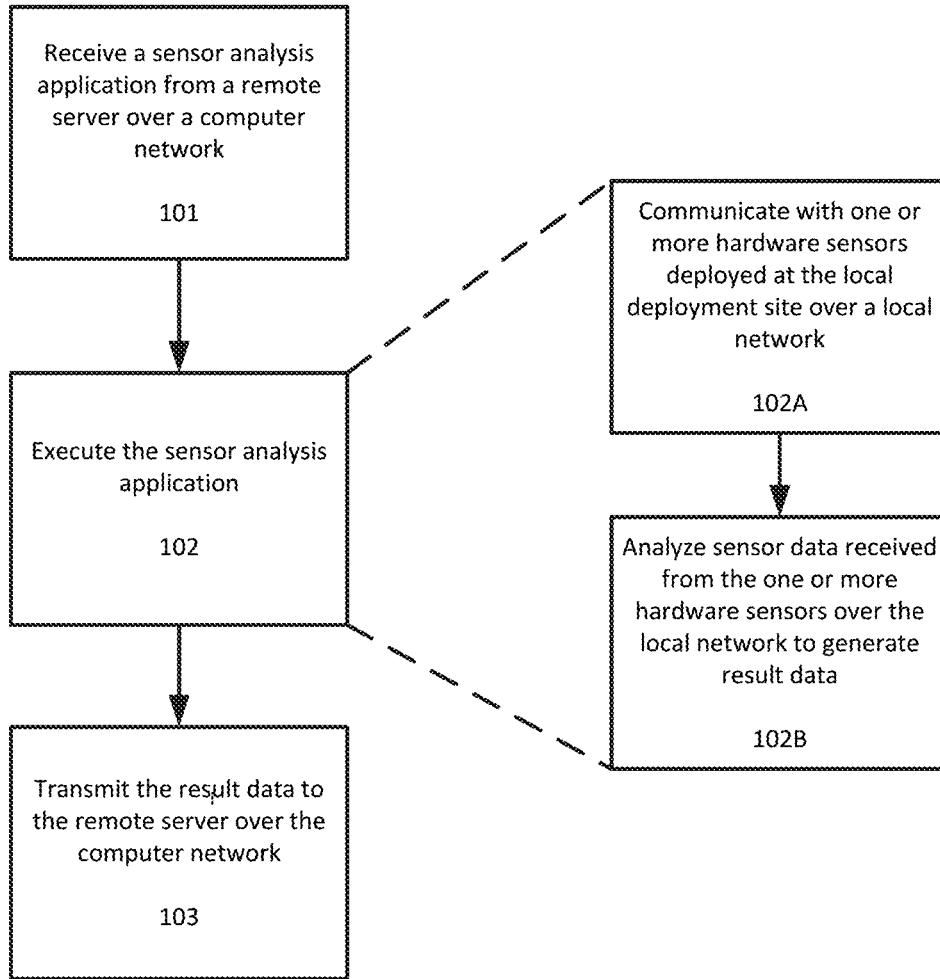 Receive a sensor analysis
application from a remote
server over a computer
network
101
Execute the sensor analysis
application
102
Transmit the result data to
the remote server over the
computer network
103
Communicate with one or
more hardware sensors
deployed at the local
deployment site over a local
network
102A
Analyze sensor data received
from the one or more
hardware sensors over the
local network to generate
result data
102B